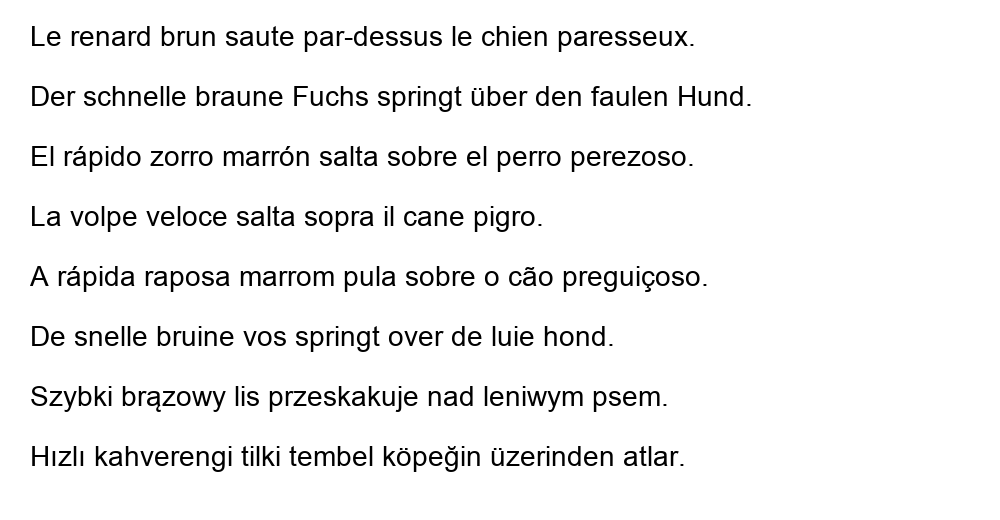 Le renard brun saute par-dessus le chien paresseux.
Der schnelle braune Fuchs springt über den faulen Hund.
El rápido zorro marrón salta sobre el perro perezoso.
La volpe veloce salta sopra il cane pigro.
A rápida raposa marrom pula sobre o cão preguiçoso.
De snelle bruine vos springt over de luie hond.
Szybki brązowy lis przeskakuje nad leniwym psem.
Hızlı kahverengi tilki tembel köpeğin üzerinden atlar.